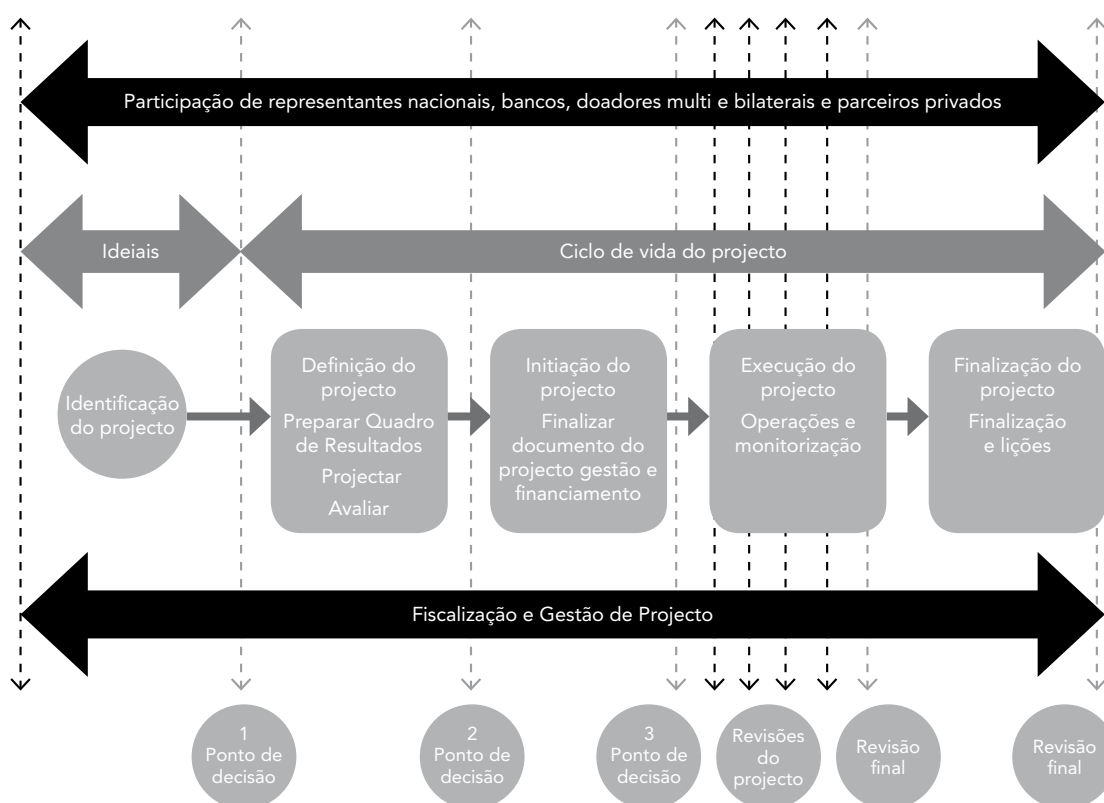 Participação de representantes nacionais, bancos, doadores multi e bilaterais e parceiros privados
Ideiais
Ciclo de vida do projecto
Identificação
do projecto
Definição do
projecto
Preparar Quadro
de Resultados
Projectar
Avaliar
Initiação do
projecto
Finalizar
documento do
projecto gestão e
financiamento
Execução do
projecto
Operações e
monitorização
Finalização do
projecto
Finalização
e lições
Fiscalização e Gestão de Projecto
1
Ponto de
decisão
2
Ponto de
decisão
3
Ponto de
decisão
Revisões
do
projecto
Revisão
final
Revisão
final